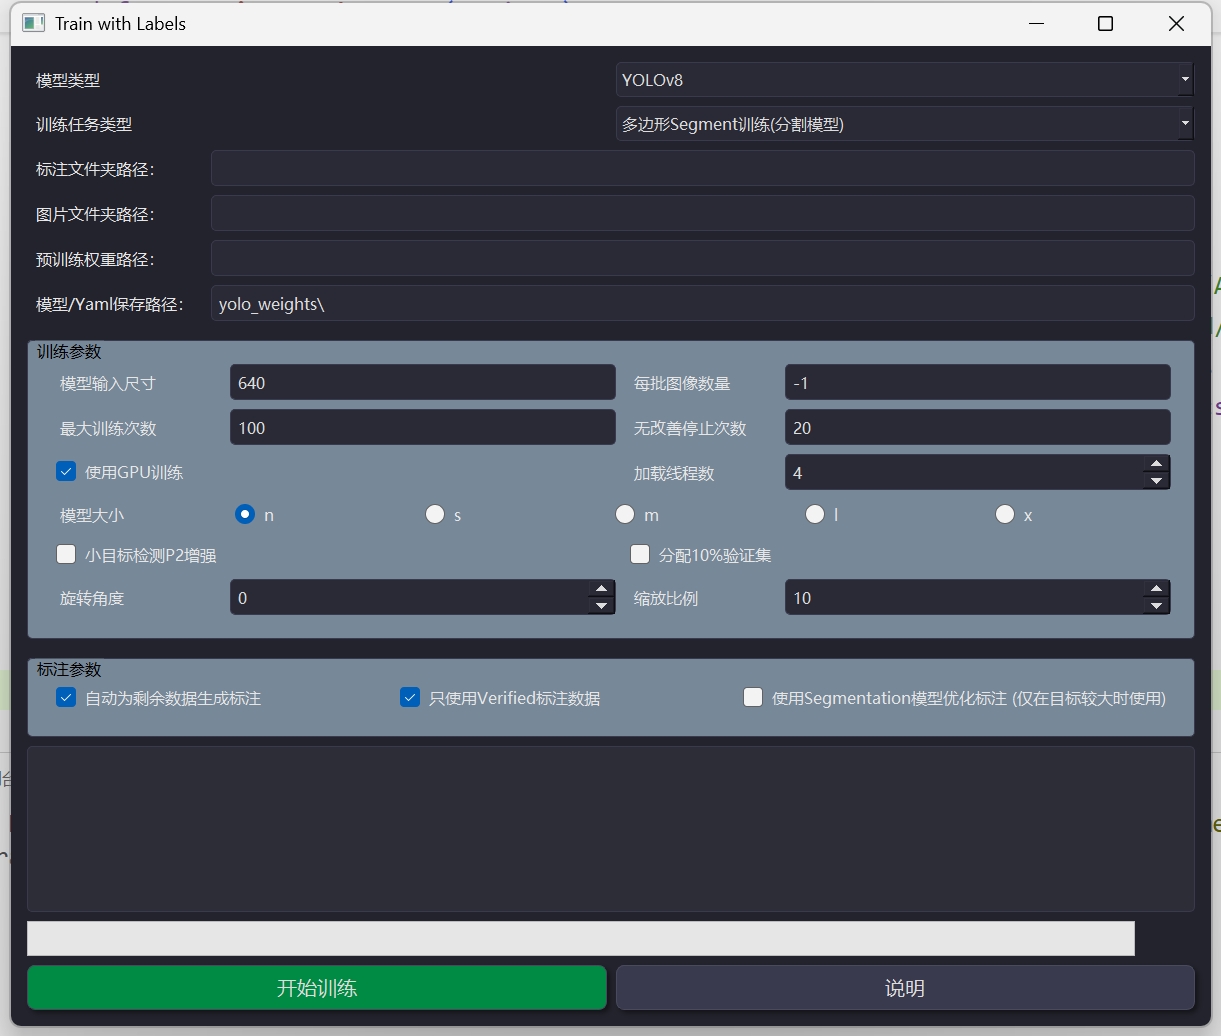 Train with Labels
模型类型 YOLOv8
训练任务类型 多边形Segment训练(分割模型)
标注文件夹路径:
图片文件夹路径:
预训练权重路径:
模型/Yaml保存路径: yolo_weights\
训练参数
模型输入尺寸 640 每批图像数量 -1
最大训练次数 100 无改善停止次数 20
使用GPU训练 加载线程数 4
模型大小 n s m l x
小目标检测P2增强 分配10%验证集
旋转角度 0 缩放比例 10
标注参数
自动为剩余数据生成标注 只使用Verified标注数据 使用Segmentation模型优化标注 (仅在目标较大时使用)
开始训练 说明